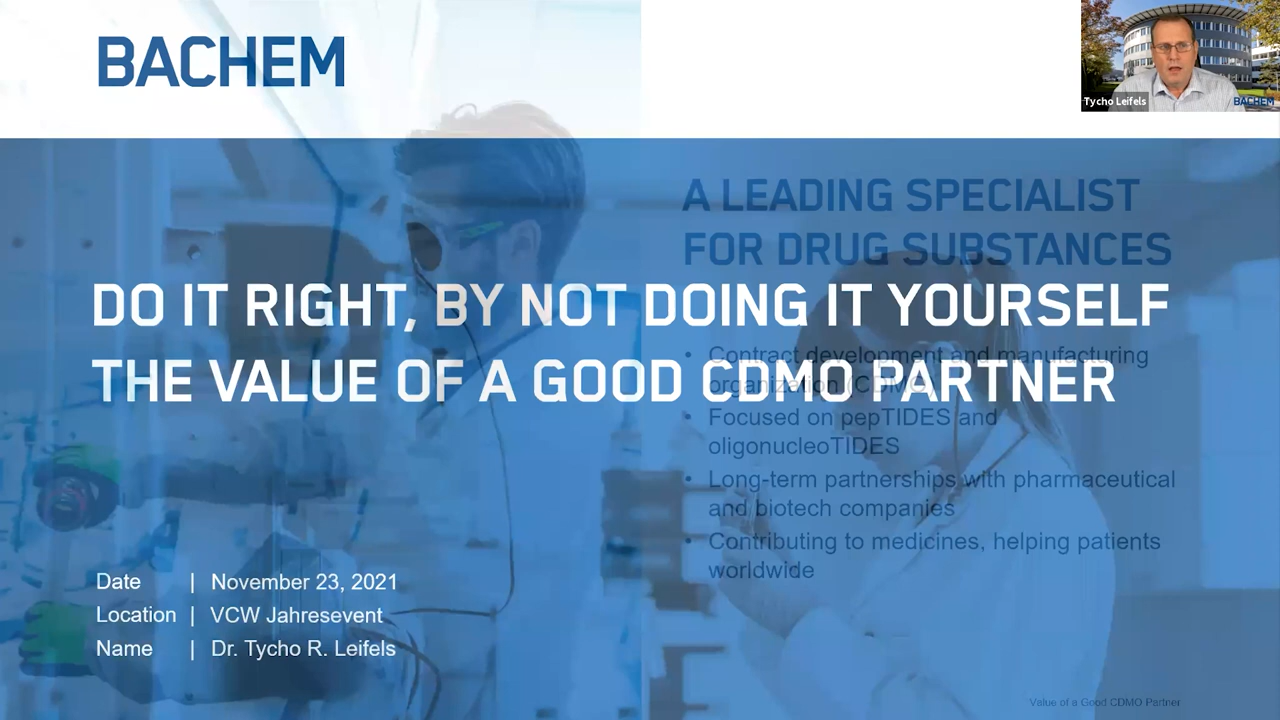 BACHEM
Tycho Leifels
BACHEM
A LEADING SPECIALIST
FOR DRUG SUBSTANCES
DO IT RIGHT, BY NOT DOING IT YOURSELF
THE VALUE OF A GOOD CDMO PARTNER
• Contract development and manufacturing
organization (CDMO)
• Focused on pepTIDES and
oligonucleoTIDES
• Long-term partnerships with pharmaceutical
and biotech companies
• Contributing to medicines, helping patients
worldwide
Date | November 23, 2021
Location | VCW Jahresevent
Name | Dr. Tycho R. Leifels
Value of a Good CDMO Partner